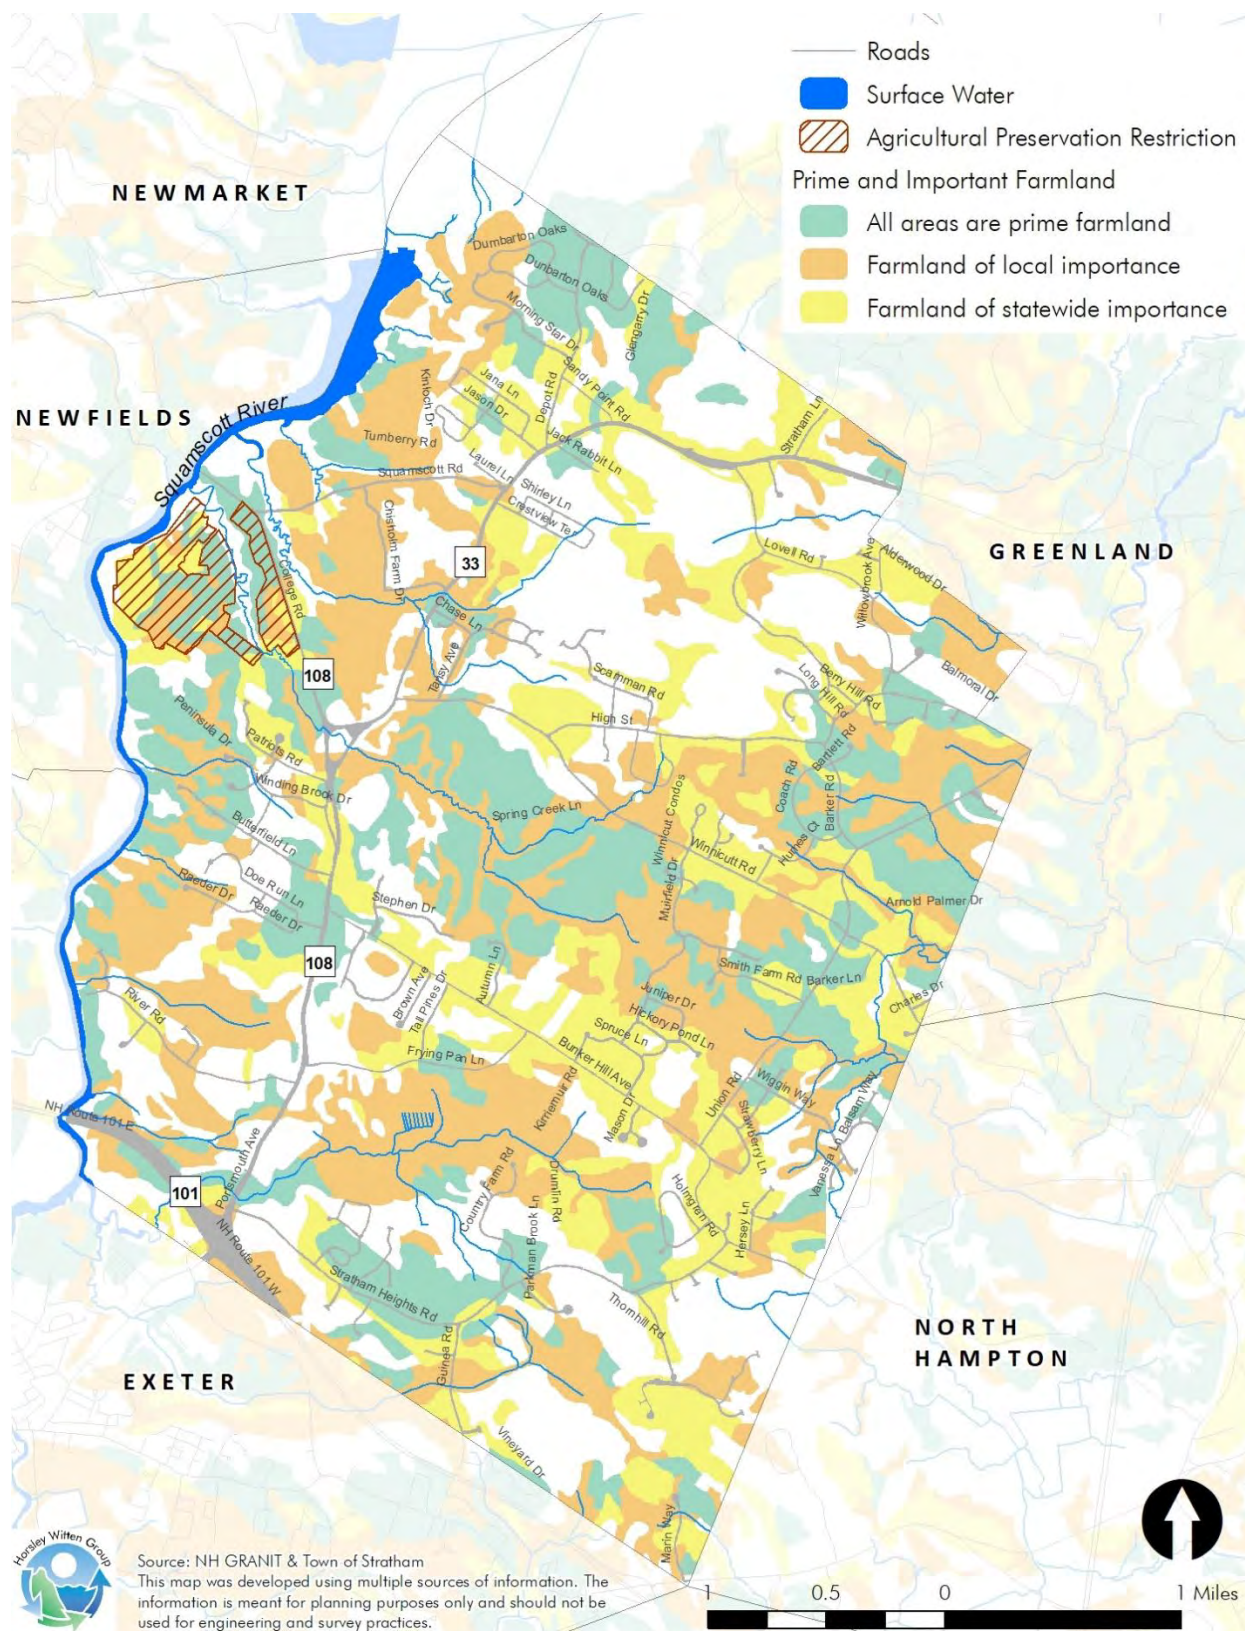 Roads
Surface Water
Agricultural Preservation Restriction
Prime and Important Farmland
All areas are prime farmland
Farmland of local importance
Farmland of statewide importance
NEWMARKET
Dumbarton Oaks
Dunbarton Oaks
Morning Star Dr
Glengarry Dr
NEWFIELDS
Squamscott River
Kinloch Dr
Jana Ln
Jason Dr
Depot Rd
Sandy Point Rd
Stratham Ln
Turnberry Rd
Jack Rabbit Ln
Squamscott Rd
Laurel Ln
Shirley Ln
Crestview Te
Chisholm Farm Dr
33
GREENLAND
Lovell Rd
Willowbrook Ave
Alderwood Dr
College Rd
Chase Ln
Tansy Ave
108
Scamman Rd
High St
Long Hill Rd
Berry Hill Rd
Balmoral Dr
Bartlett Rd
Peninsula Dr
Patriots Rd
Winding Brook Dr
Butterfield Ln
Spring Creek Ln
Winnicut Condos
Coach Rd
Barker Rd
Hughes Ct
Winnicutt Rd
Muirfield Dr
Doe Run Ln
Raeder Dr
Raeder Dr
Stephen Dr
Arnold Palmer Dr
108
Autumn Ln
Brown Ave
Tall Pines Dr
Smith Farm Rd
Barker Ln
Charles Dr
Juniper Dr
Hickory Pond Ln
Spruce Ln
River Rd
Frying Pan Ln
Bunker Hill Ave
Kirriemuir Rd
Mason Dr
Union Rd
Wiggin Way
Strawberry Ln
Balsam Way
Vanessa Ln
NH Route 101 E
Portsmouth Ave
101
NH Route 101 W
Country Farm Rd
Drumlin Rd
Parkman Brook Ln
Holmgren Rd
Hersey Ln
Stratham Heights Rd
Thornhill Rd
Guinea Rd
NORTH
HAMPTON
EXETER
Vineyard Dr
Marin Way
Horsley Witten Group
Source: NH GRANIT & Town of Stratham
This map was developed using multiple sources of information. The
information is meant for planning purposes only and should not be
used for engineering and survey practices.
1 0.5 0 1 Miles